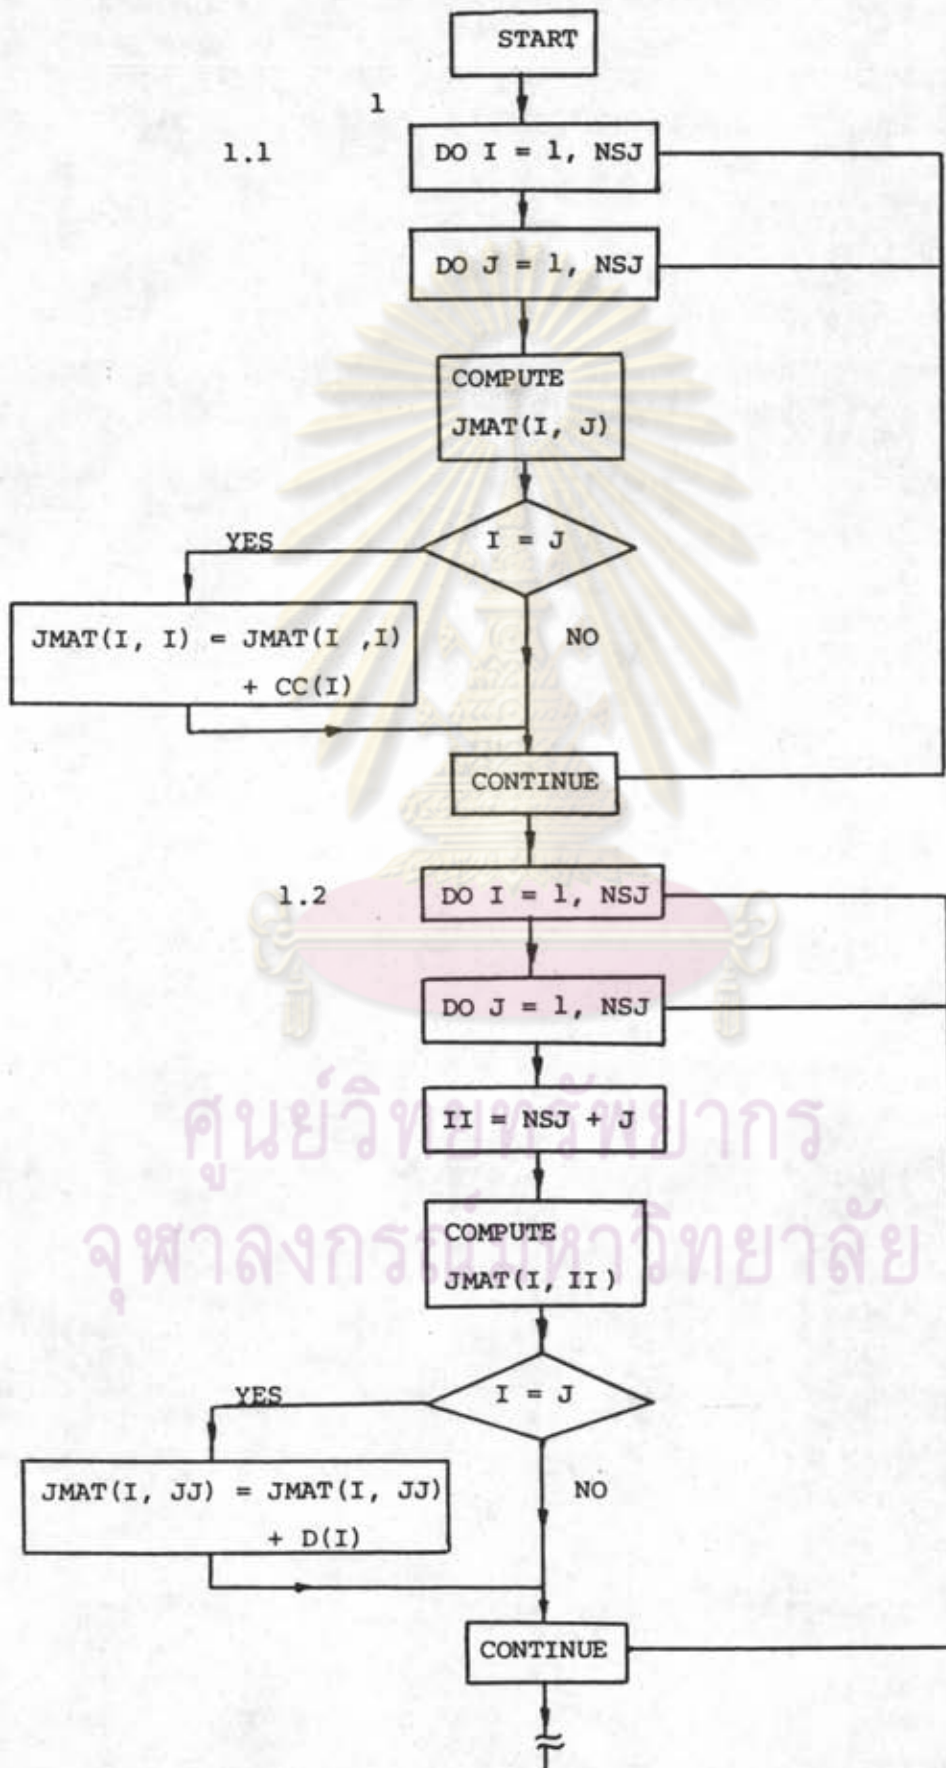 START
1
1.1
DO I = 1, NSJ
DO J = 1, NSJ
COMPUTE
JMAT(I, J)
I = J
YES
NO
JMAT(I, I) = JMAT(I ,I)
+ CC(I)
CONTINUE
1.2
DO I = 1, NSJ
DO J = 1, NSJ
II = NSJ + J
ศูนย์วิทยทรัพยากร
จุฬาลงกรณ์มหาวิทยาลัย
COMPUTE
JMAT(I, II)
I = J
YES
NO
JMAT(I, JJ) = JMAT(I, JJ)
+ D(I)
CONTINUE